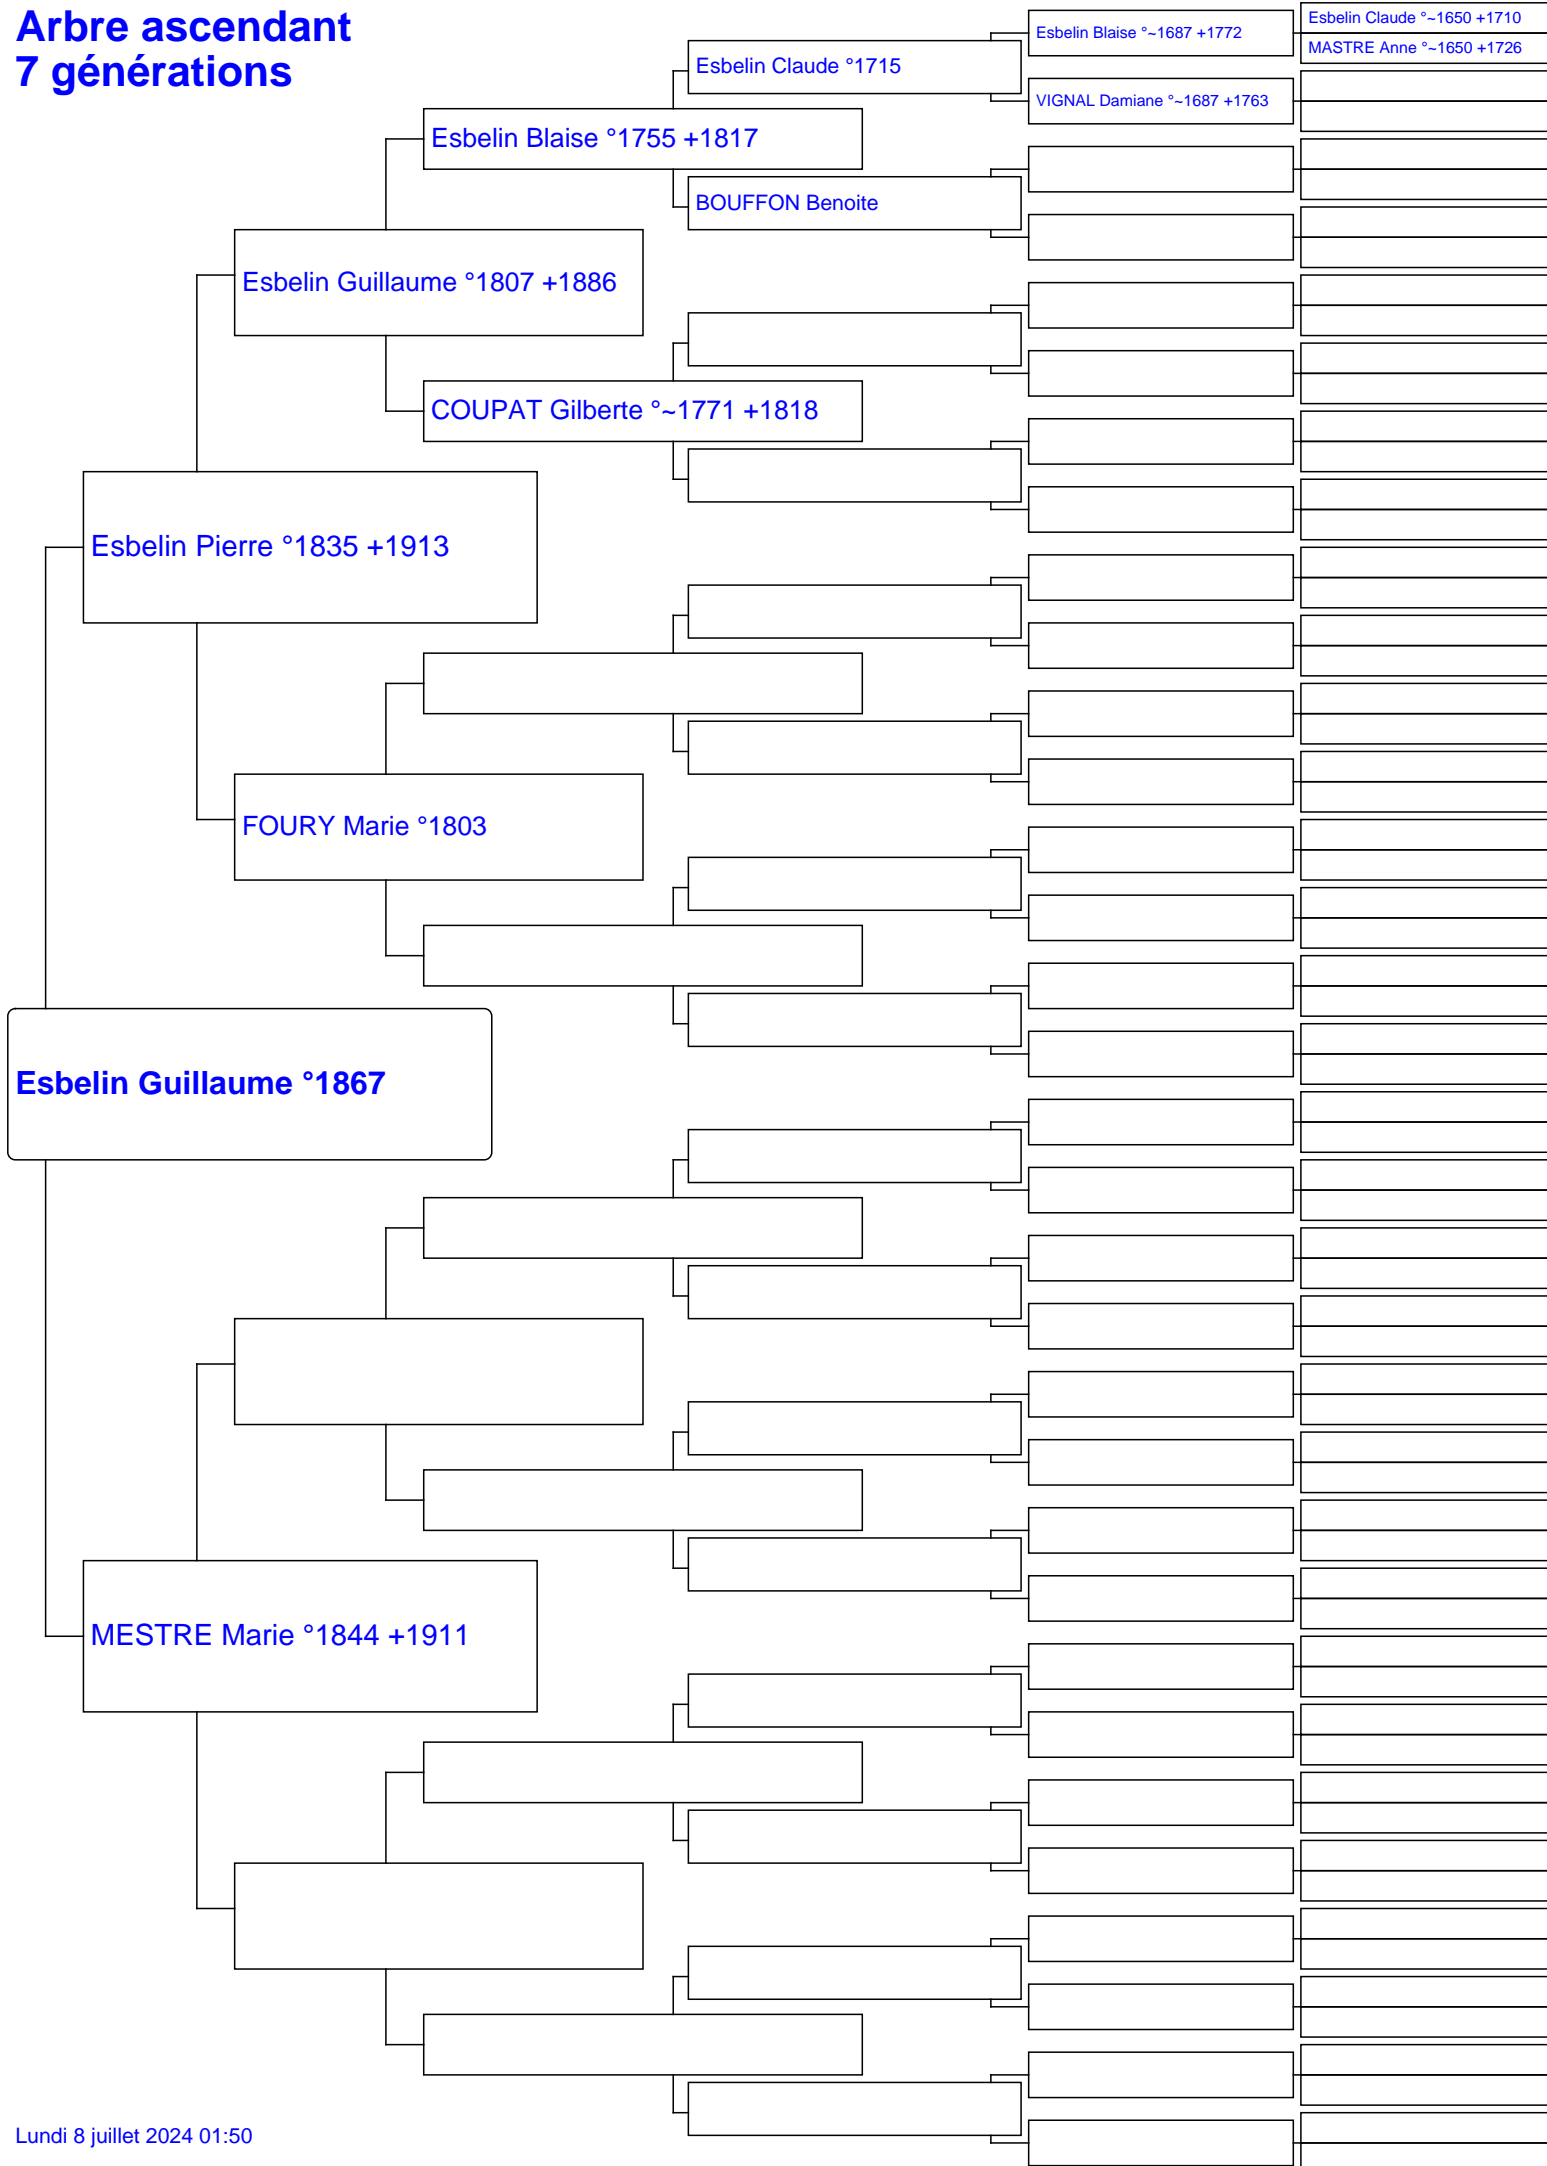 Arbre ascendant
7 générations
Esbelin Claude °~1650 +1710
Esbelin Blaise °~1687 +1772
MASTRE Anne °~1650 +1726
Esbelin Claude °1715
VIGNAL Damiane °~1687 +1763
Esbelin Blaise °1755 +1817
BOUFFON Benoite
Esbelin Guillaume °1807 +1886
COUPAT Gilberte °~1771 +1818
Esbelin Pierre °1835 +1913
FOURY Marie °1803
Esbelin Guillaume °1867
MESTRE Marie °1844 +1911
Lundi 8 juillet 2024 01:50